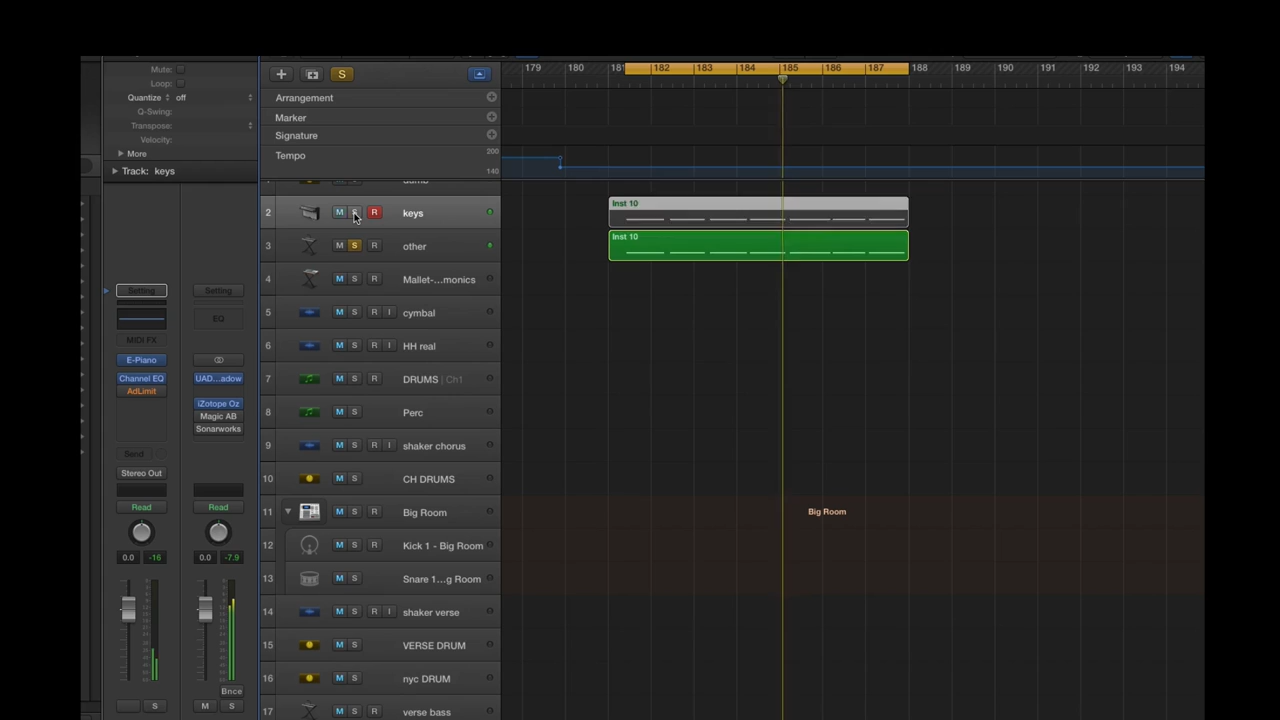 Mute:
Loop:
Quantize off
Q-Swing:
Transpose:
Velocity:
More
Track: keys
Setting Setting
EQ
MIDI FX
E-Piano
Channel EQ UAD...adow
AdLimit
iZotope Oz
Magic AB
Sonarworks
Send
Stereo Out
Read Read
0.0 -16 0.0 -7.9
Bnce
S M S
S
179 180 181 182 183 184 185 186 187 188 189 190 191 192 193 194
Arrangement
Marker
Signature
Tempo 200
140
2 M S R keys Inst 10
3 M S R other Inst 10
4 M S R Mallet-...monics
5 M S R I cymbal
6 M S R I HH real
7 M S R DRUMS | Ch1
8 M S Perc
9 M S R I shaker chorus
10 M S CH DRUMS
11 M S R Big Room Big Room
12 M S R Kick 1 - Big Room
13 M S Snare 1...g Room
14 M S R I shaker verse
15 M S VERSE DRUM
16 M S nyc DRUM
17 M S R verse bass